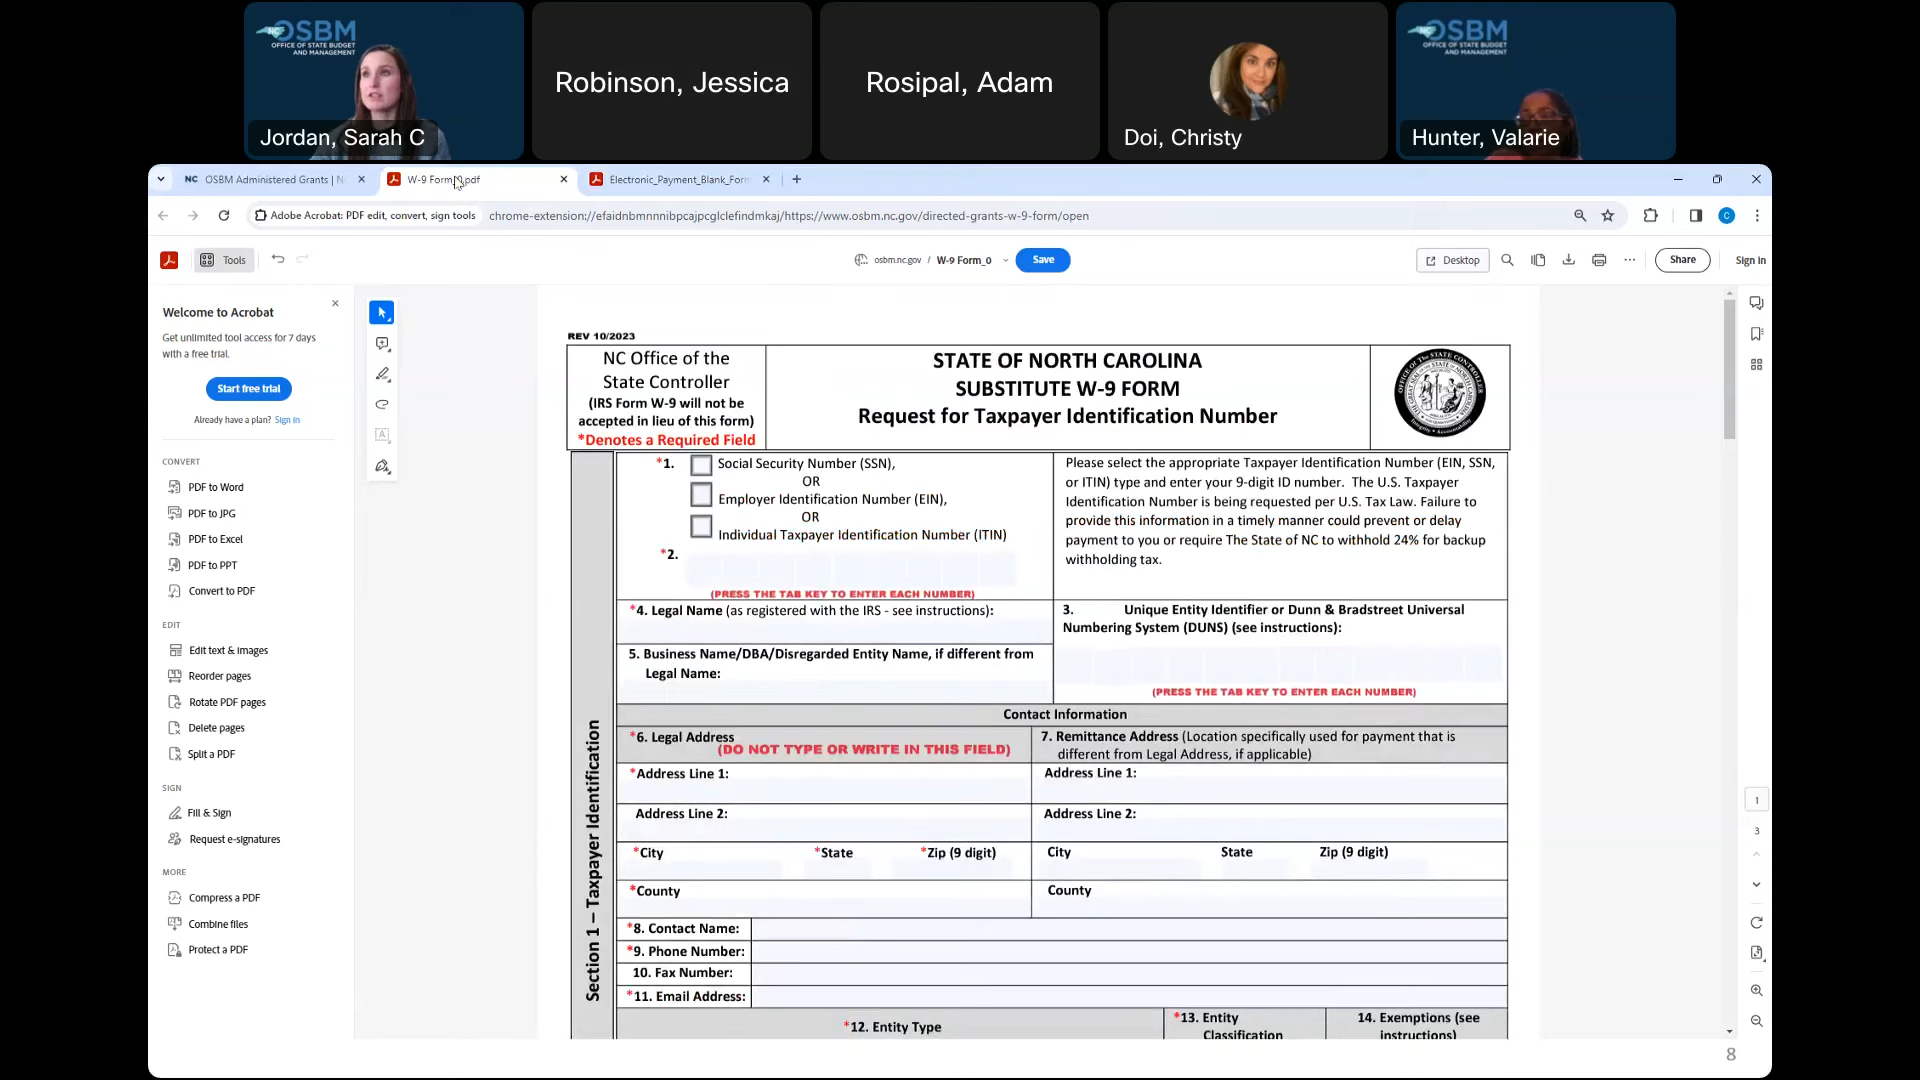 OSBM
OFFICE OF STATE BUDGET
AND MANAGEMENT
Jordan, Sarah C
Robinson, Jessica
Rosipal, Adam
Doi, Christy
OSBM
OFFICE OF STATE BUDGET
AND MANAGEMENT
Hunter, Valarie
NC OSBM Administered Grants | N
W-9 Form_0.pdf
Electronic_Payment_Blank_Form
Adobe Acrobat: PDF edit, convert, sign tools
chrome-extension://efaidnbmnnnibpcajpcglclefindmkaj/https://www.osbm.nc.gov/directed-grants-w-9-form/open
C
Tools
osbm.nc.gov / W-9 Form_0
Save
Desktop
Share
Sign in
Welcome to Acrobat
Get unlimited tool access for 7 days
with a free trial.
Start free trial
Already have a plan? Sign in
CONVERT
PDF to Word
PDF to JPG
PDF to Excel
PDF to PPT
Convert to PDF
EDIT
Edit text & images
Reorder pages
Rotate PDF pages
Delete pages
Split a PDF
SIGN
Fill & Sign
Request e-signatures
MORE
Compress a PDF
Combine files
Protect a PDF
REV 10/2023
NC Office of the
State Controller
(IRS Form W-9 will not be
accepted in lieu of this form)
*Denotes a Required Field
STATE OF NORTH CAROLINA
SUBSTITUTE W-9 FORM
Request for Taxpayer Identification Number
Section 1 – Taxpayer Identification
*1. Social Security Number (SSN),
OR
Employer Identification Number (EIN),
OR
Individual Taxpayer Identification Number (ITIN)
*2.
(PRESS THE TAB KEY TO ENTER EACH NUMBER)
Please select the appropriate Taxpayer Identification Number (EIN, SSN,
or ITIN) type and enter your 9-digit ID number. The U.S. Taxpayer
Identification Number is being requested per U.S. Tax Law. Failure to
provide this information in a timely manner could prevent or delay
payment to you or require The State of NC to withhold 24% for backup
withholding tax.
*4. Legal Name (as registered with the IRS - see instructions):
3. Unique Entity Identifier or Dunn & Bradstreet Universal
Numbering System (DUNS) (see instructions):
5. Business Name/DBA/Disregarded Entity Name, if different from
Legal Name:
(PRESS THE TAB KEY TO ENTER EACH NUMBER)
Contact Information
*6. Legal Address
(DO NOT TYPE OR WRITE IN THIS FIELD)
7. Remittance Address (Location specifically used for payment that is
different from Legal Address, if applicable)
*Address Line 1:
Address Line 1:
Address Line 2:
Address Line 2:
*City *State *Zip (9 digit)
City State Zip (9 digit)
*County
County
*8. Contact Name:
*9. Phone Number:
10. Fax Number:
*11. Email Address:
*12. Entity Type
*13. Entity
Classification
14. Exemptions (see
instructions)
1
3
8